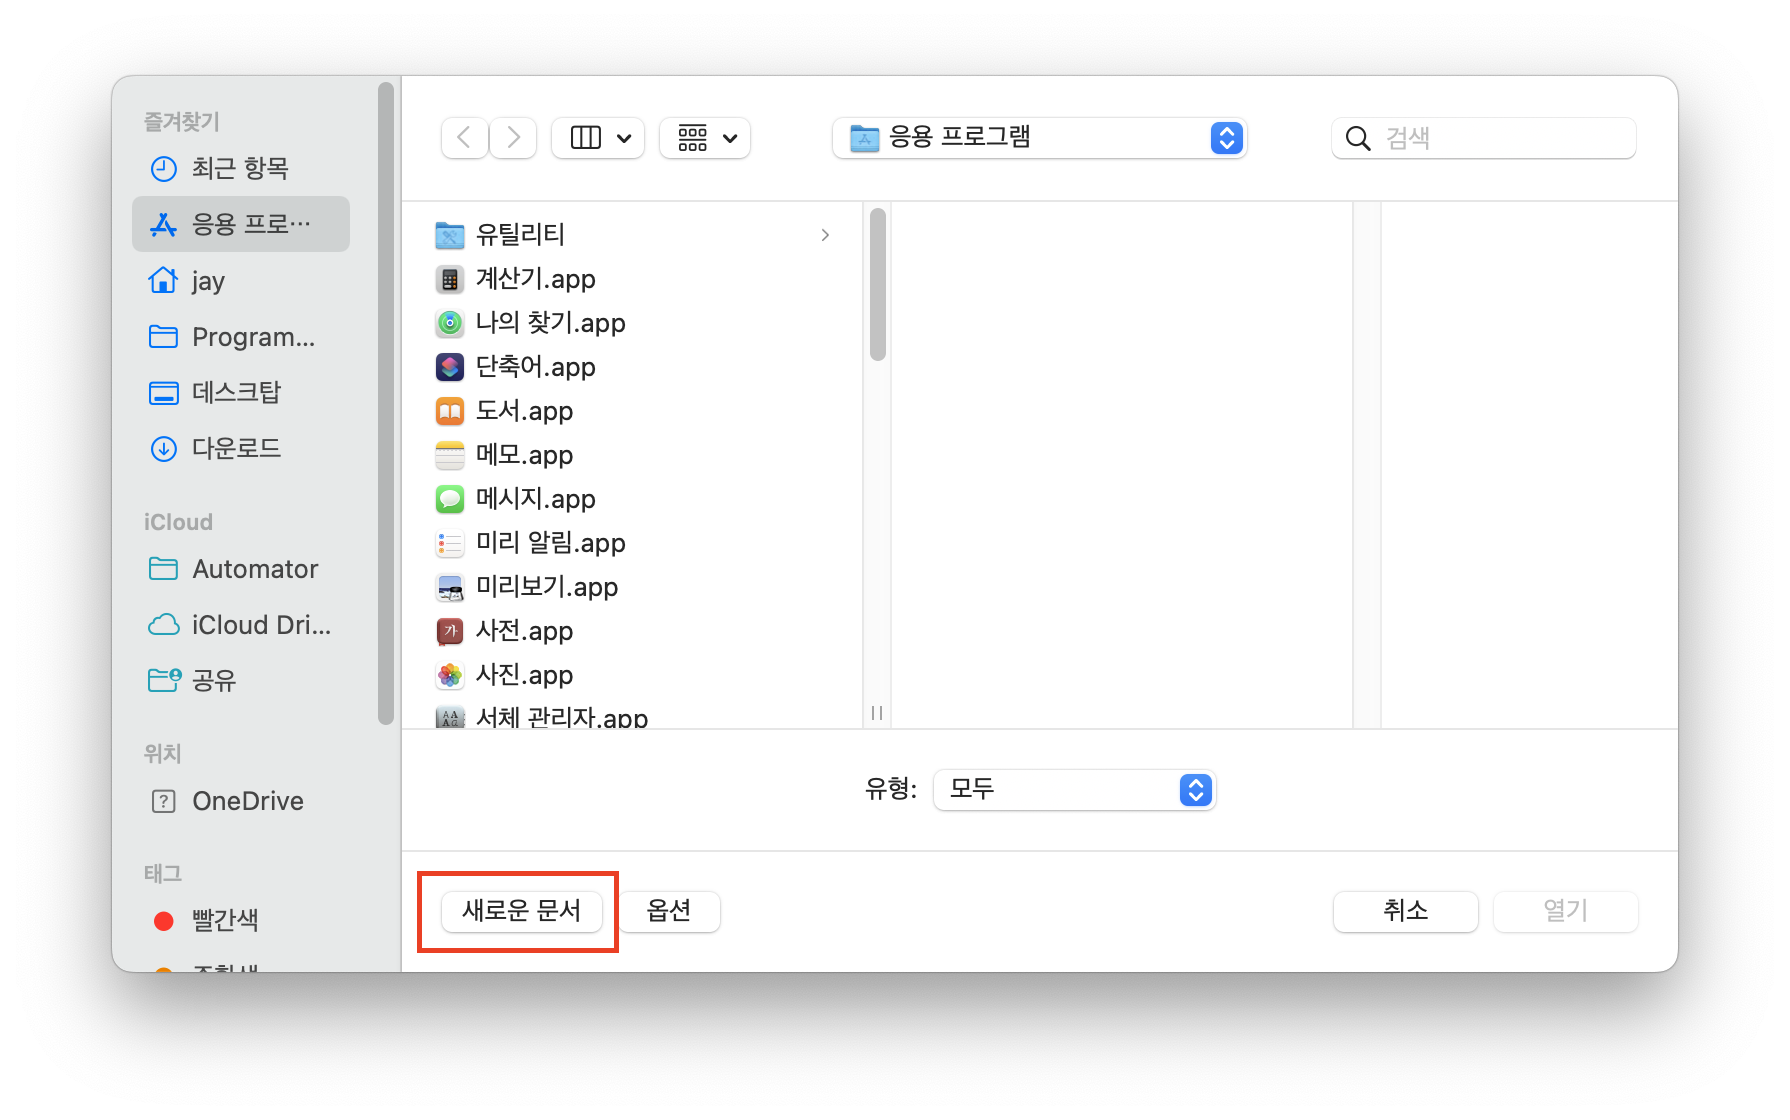 즐겨찾기
최근 항목
응용 프로…
jay
Program...
데스크탑
다운로드
iCloud
Automator
iCloud Dri...
공유
위치
OneDrive
태그
빨간색
응용 프로그램
검색
유틸리티
계산기.app
나의 찾기.app
단축어.app
도서.app
메모.app
메시지.app
미리 알림.app
미리보기.app
사전.app
사진.app
서체 관리자.app
유형: 모두
새로운 문서 옵션 취소 열기